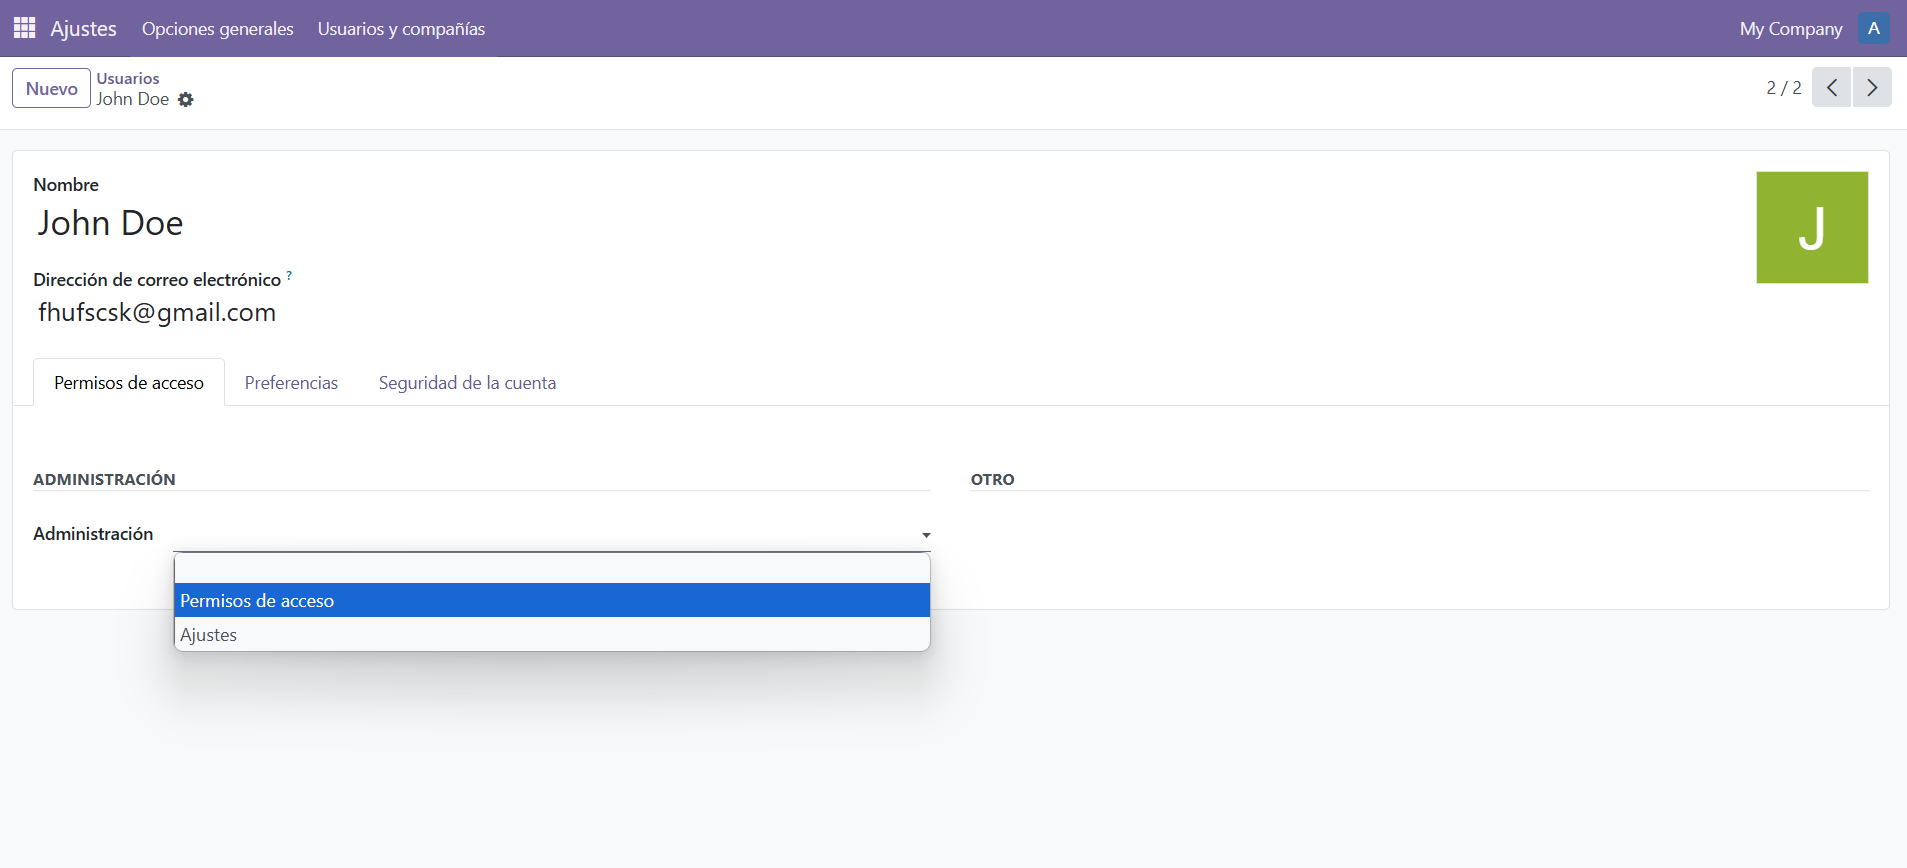 Ajustes Opciones generales Usuarios y compañías My Company A
Nuevo Usuarios 2 / 2
John Doe
Nombre
John Doe
J
Dirección de correo electrónico ?
fhufscsk@gmail.com
Permisos de acceso Preferencias Seguridad de la cuenta
ADMINISTRACIÓN OTRO
Administración
Permisos de acceso
Ajustes